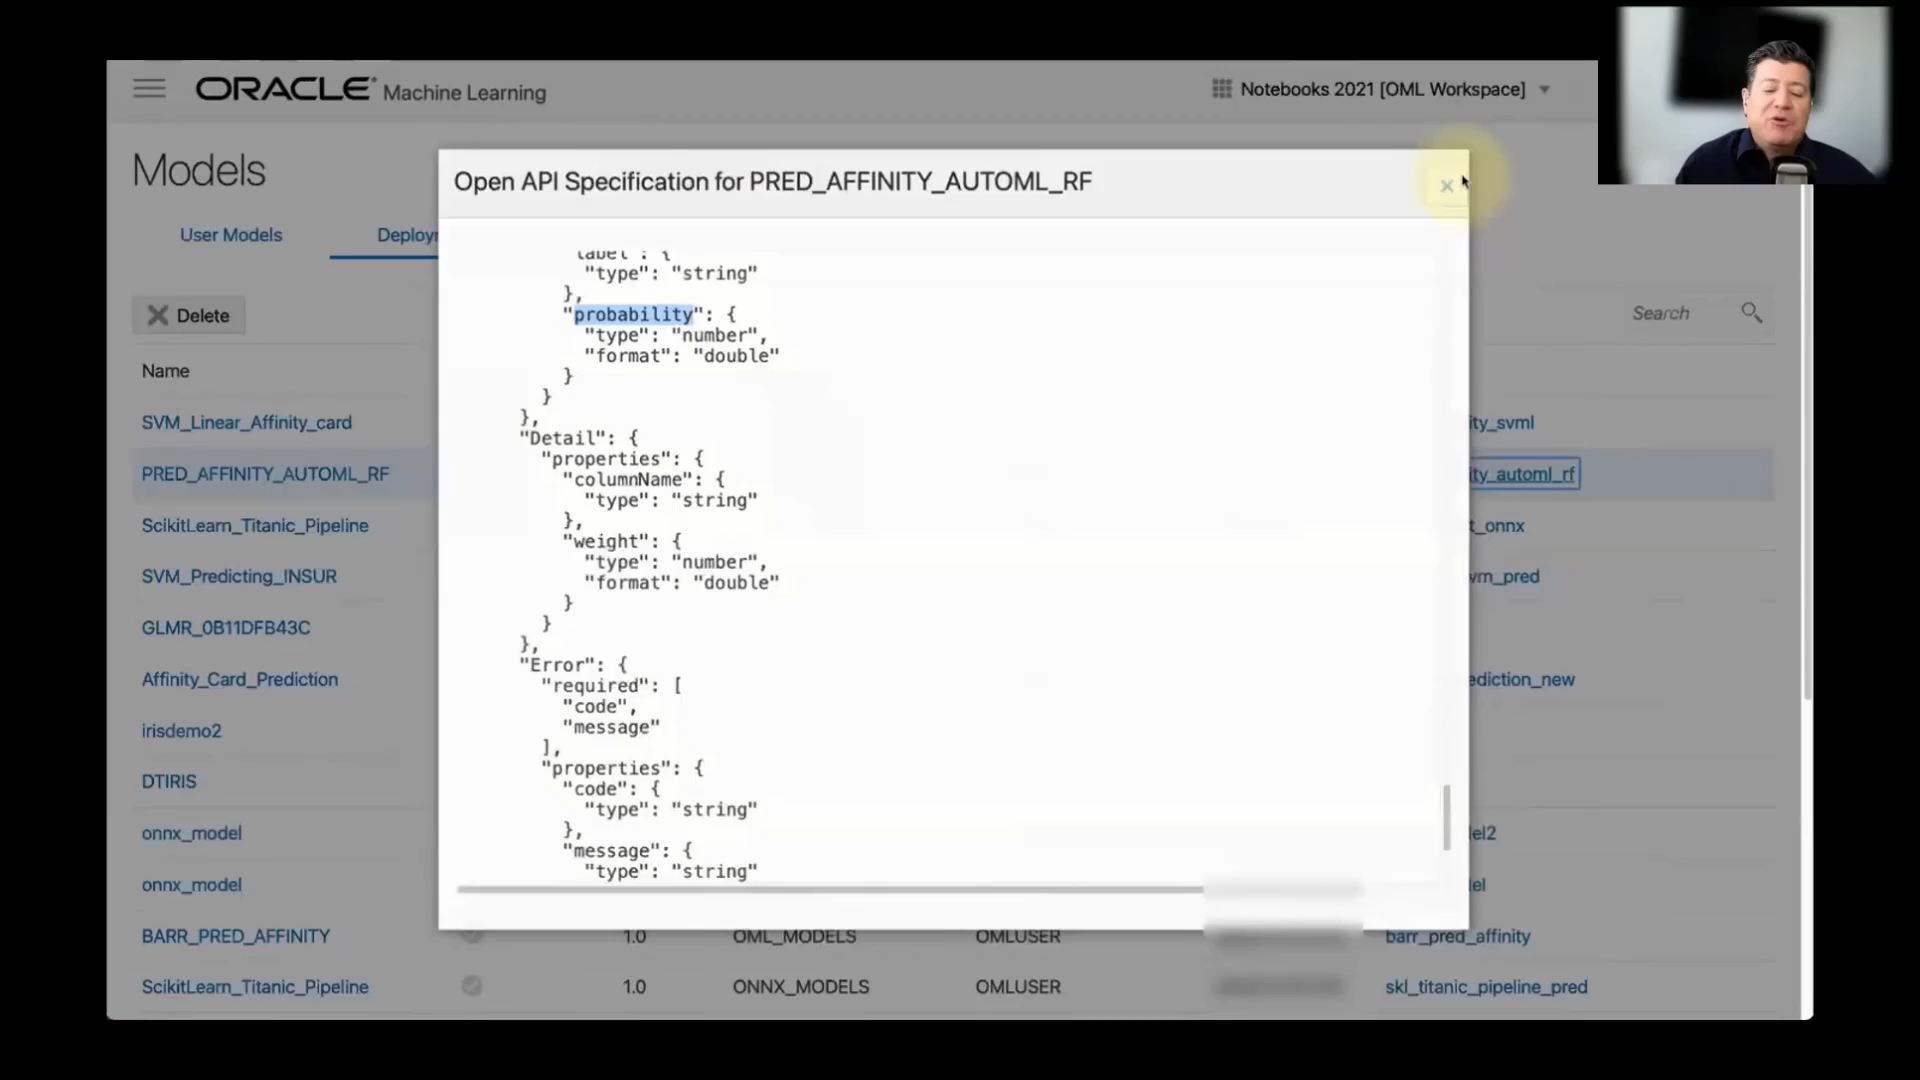 ORACLE Machine Learning
Notebooks 2021 [OML Workspace]
Models
User Models
Deploy
Delete
Search
Name
SVM_Linear_Affinity_card
PRED_AFFINITY_AUTOML_RF
ScikitLearn_Titanic_Pipeline
SVM_Predicting_INSUR
GLMR_0B11DFB43C
Affinity_Card_Prediction
irisdemo2
DTIRIS
onnx_model
onnx_model
BARR_PRED_AFFINITY 1.0 OML_MODELS OMLUSER barr_pred_affinity
ScikitLearn_Titanic_Pipeline 1.0 ONNX_MODELS OMLUSER skl_titanic_pipeline_pred
Open API Specification for PRED_AFFINITY_AUTOML_RF
label": {
"type": "string"
},
"probability": {
"type": "number",
"format": "double"
}
}
},
"Detail": {
"properties": {
"columnName": {
"type": "string"
},
"weight": {
"type": "number",
"format": "double"
}
}
},
"Error": {
"required": [
"code",
"message"
],
"properties": {
"code": {
"type": "string"
},
"message": {
"type": "string"
ity_svml
ity_automl_rf
t_onnx
vm_pred
ediction_new
el2
el